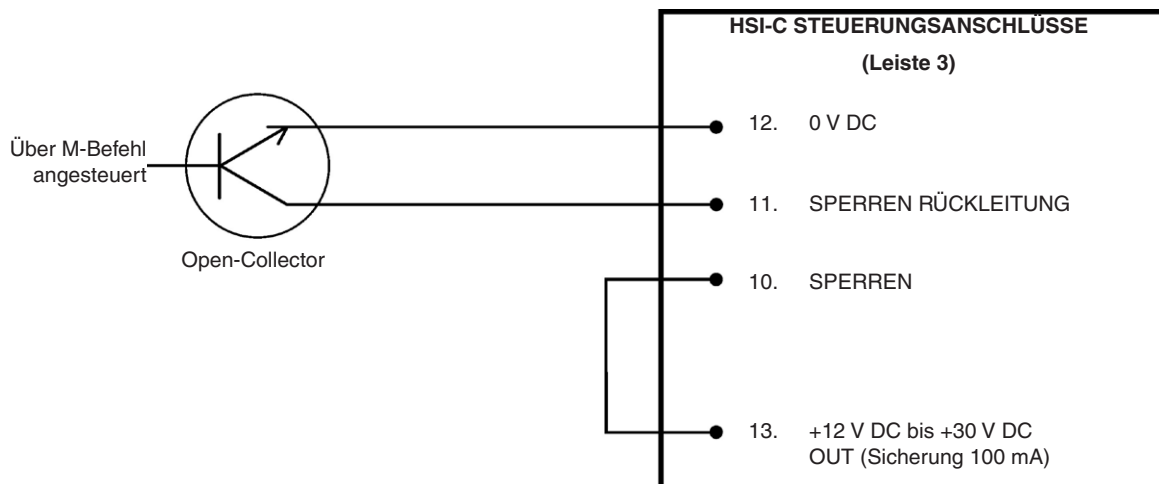 HSI-C STEUERUNGSANSCHLÜSSE
(Leiste 3)
12. 0 V DC
Über M-Befehl
angesteuert
11. SPERREN RÜCKLEITUNG
Open-Collector
10. SPERREN
13. +12 V DC bis +30 V DC
OUT (Sicherung 100 mA)